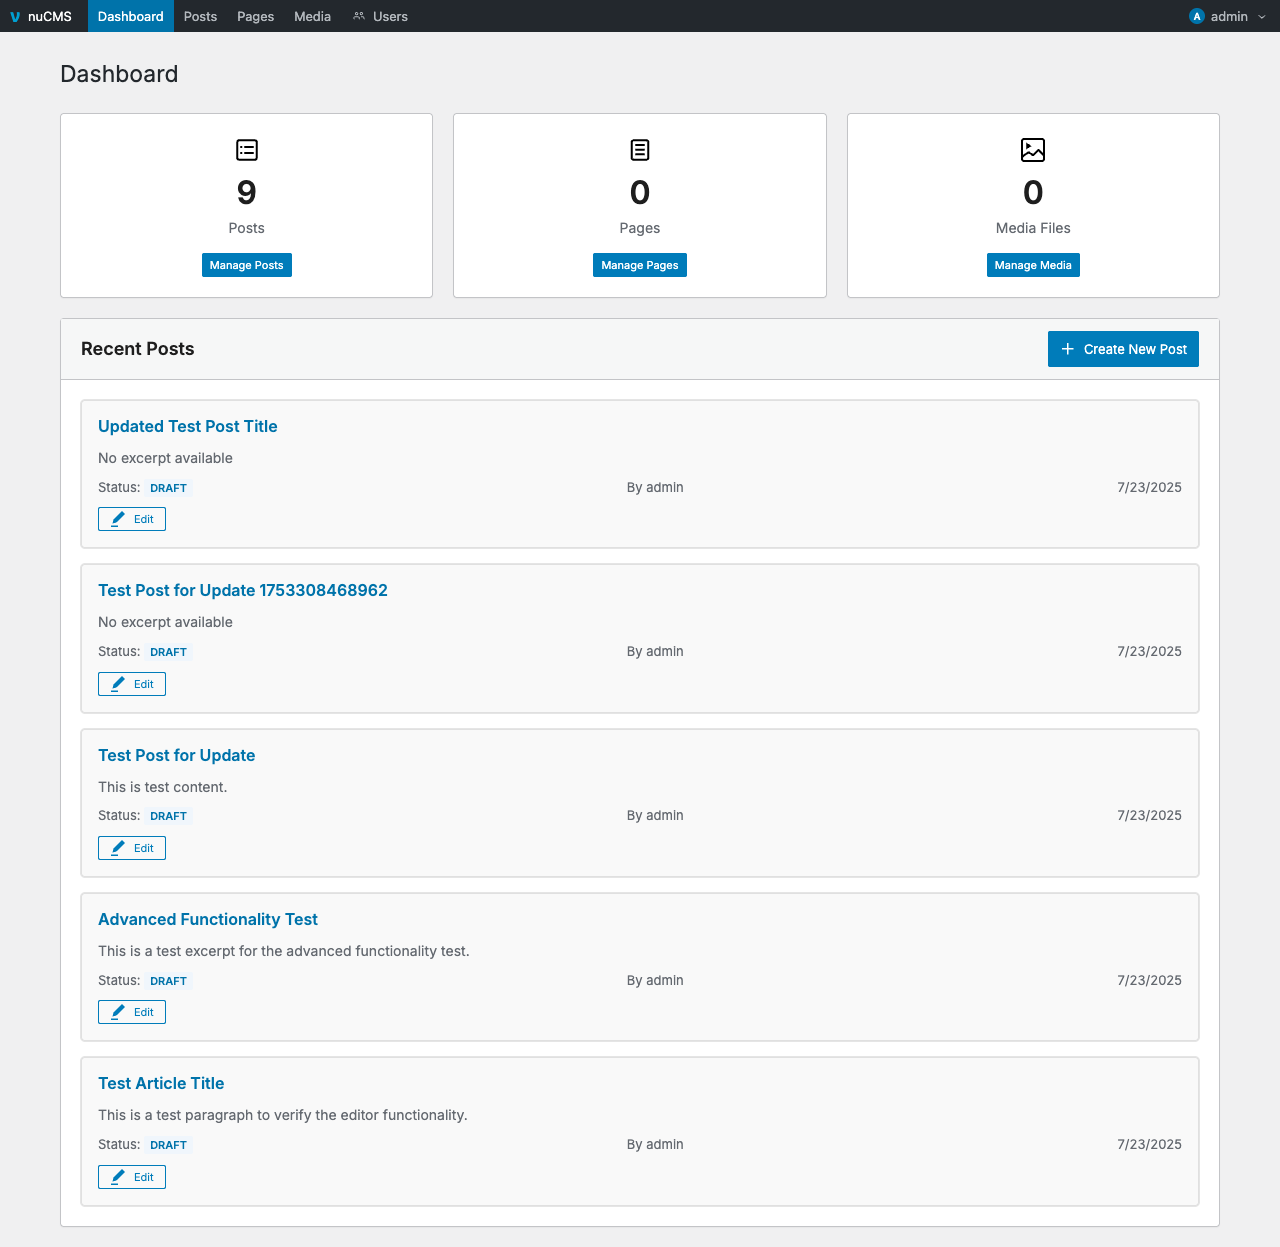 nuCMS Dashboard Posts Pages Media Users A admin
Dashboard
9 0 0
Posts Pages Media Files
Manage Posts Manage Pages Manage Media
Recent Posts Create New Post
Updated Test Post Title
No excerpt available
Status: DRAFT By admin 7/23/2025
Edit
Test Post for Update 1753308468962
No excerpt available
Status: DRAFT By admin 7/23/2025
Edit
Test Post for Update
This is test content.
Status: DRAFT By admin 7/23/2025
Edit
Advanced Functionality Test
This is a test excerpt for the advanced functionality test.
Status: DRAFT By admin 7/23/2025
Edit
Test Article Title
This is a test paragraph to verify the editor functionality.
Status: DRAFT By admin 7/23/2025
Edit